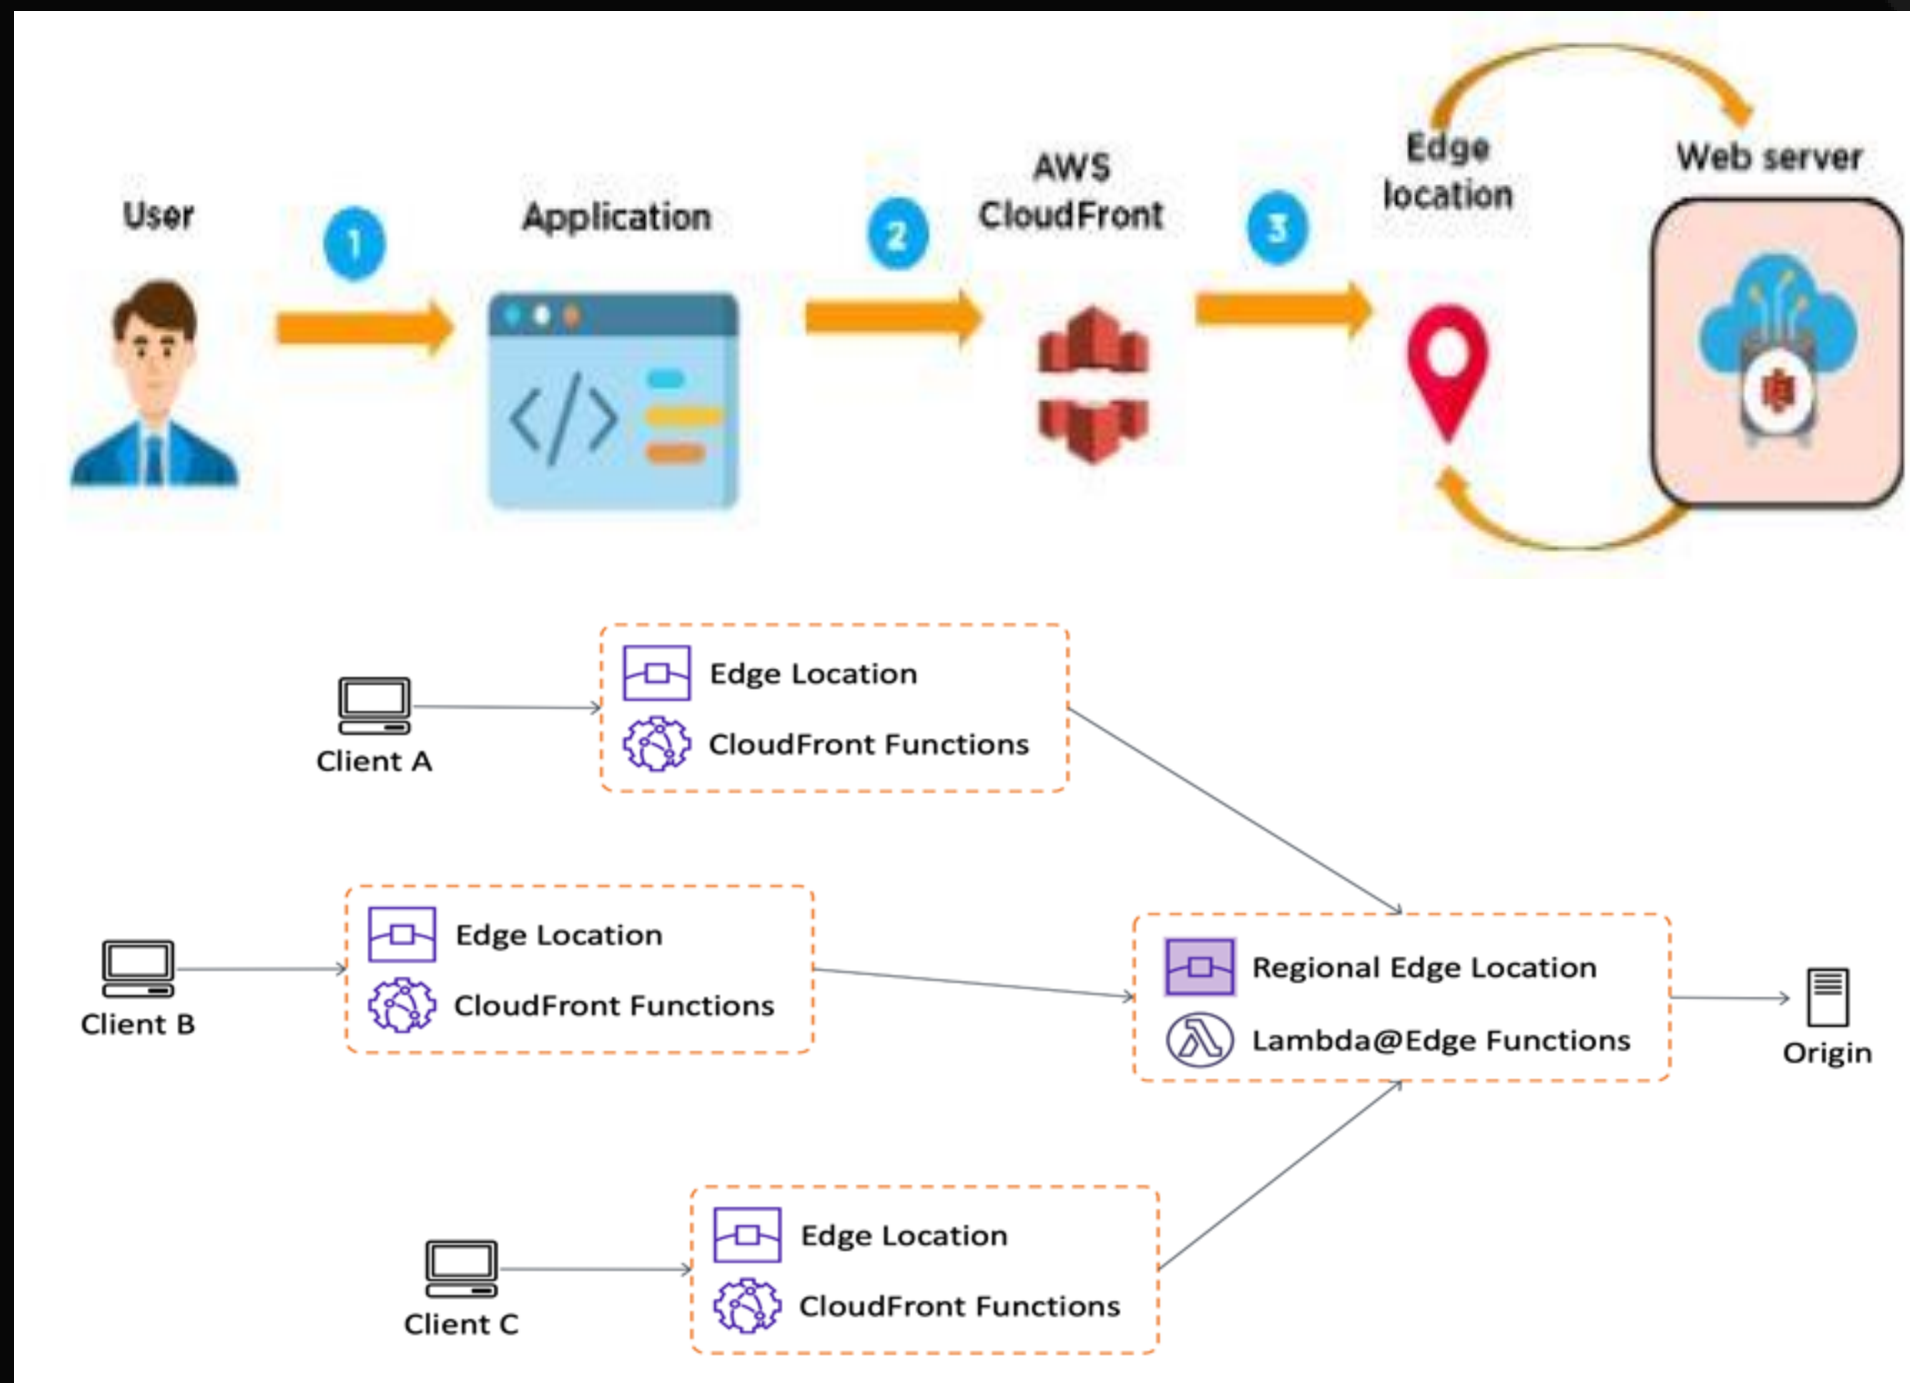 User
1
Application
2
AWS
CloudFront
3
Edge
location
Web server
</>
Edge Location
CloudFront Functions
Client A
Edge Location
CloudFront Functions
Client B
Regional Edge Location
Lambda@Edge Functions
Origin
Edge Location
CloudFront Functions
Client C